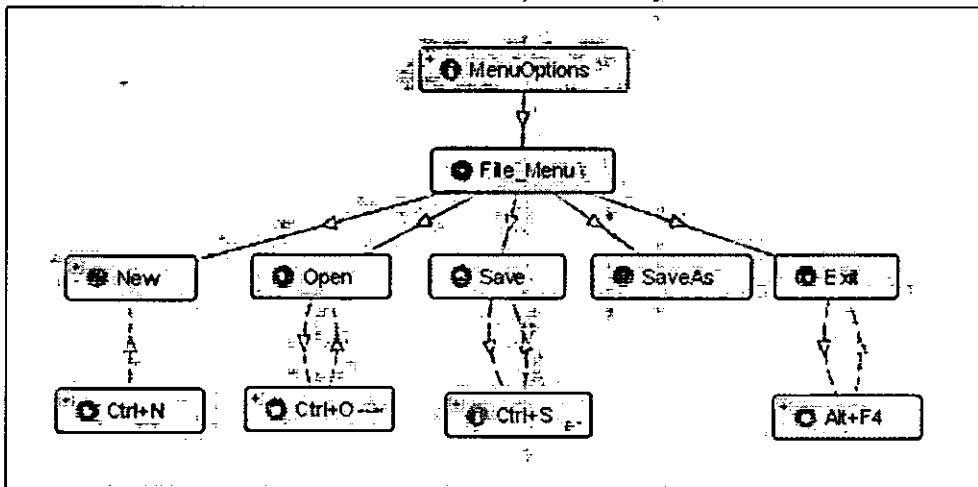 MenuOptions
File_Menu
New
Open
Save
SaveAs
Exit
Ctrl+N
Ctrl+O
Ctrl+S
Alt+F4